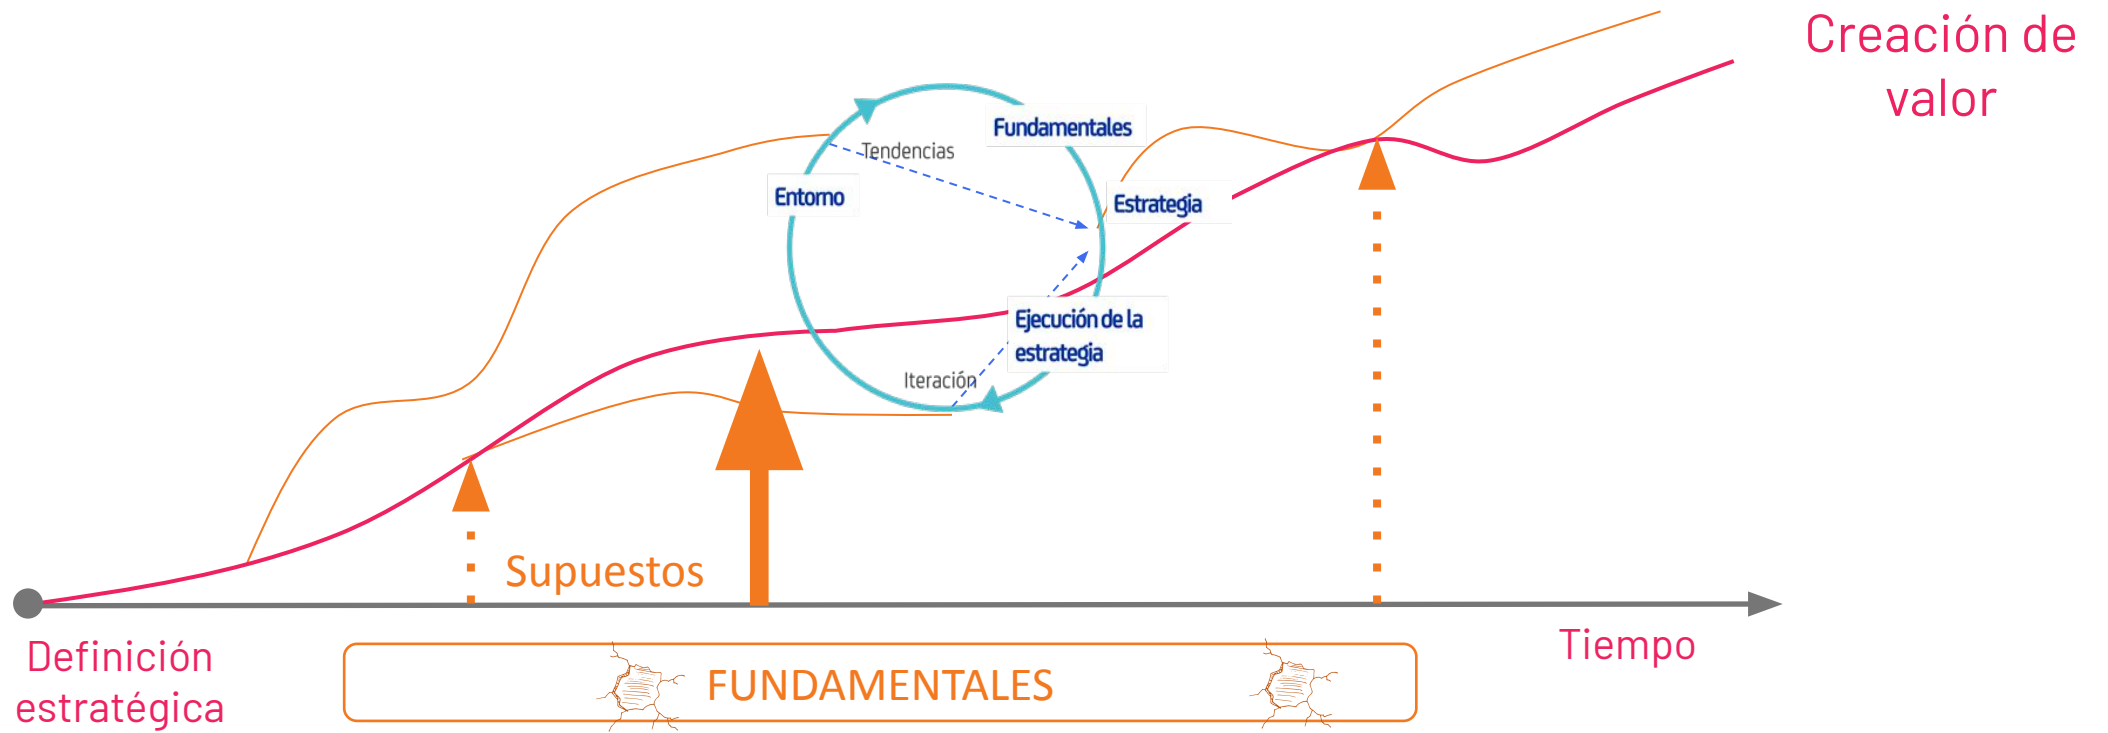 Creación de
valor
Fundamentales
Tendencias
Entorno
Estrategia
Ejecución de la
estrategia
Iteración
Supuestos
Definición
estratégica
Tiempo
FUNDAMENTALES